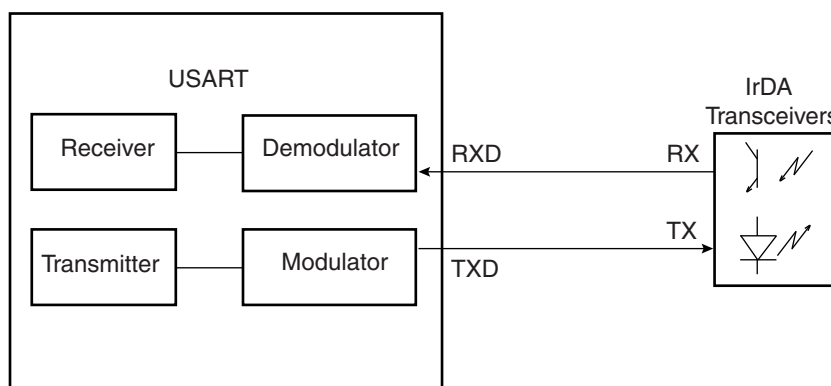 USART
IrDA
Transceivers
Receiver
Demodulator
RXD
RX
Transmitter
Modulator
TXD
TX